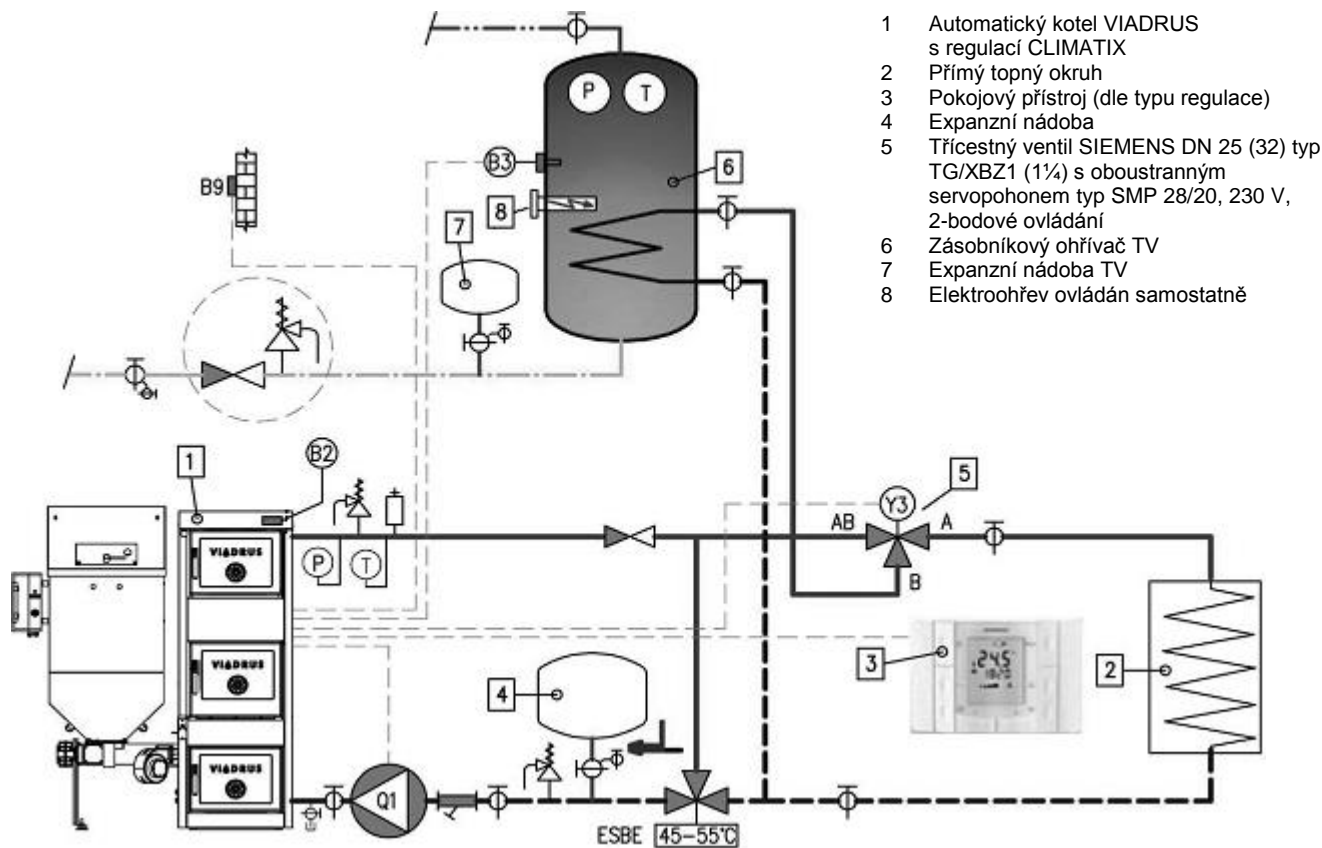 1 Automatický kotel VIADRUS
s regulací CLIMATIX
2 Přímý topný okruh
3 Pokojový přístroj (dle typu regulace)
4 Expanzní nádoba
5 Třícestný ventil SIEMENS DN 25 (32) typ
TG/XBZ1 (1¼) s oboustranným
servopohonem typ SMP 28/20, 230 V,
2-bodové ovládání
6 Zásobníkový ohřívač TV
7 Expanzní nádoba TV
8 Elektroohřev ovládán samostatně
P T
B3
6
B9
8
7
1
B2
5
Y3
AB A
B
P T
VIADRUS
VIADRUS
VIADRUS
3
24.5
2
4
Q1
ESBE 45-55°C